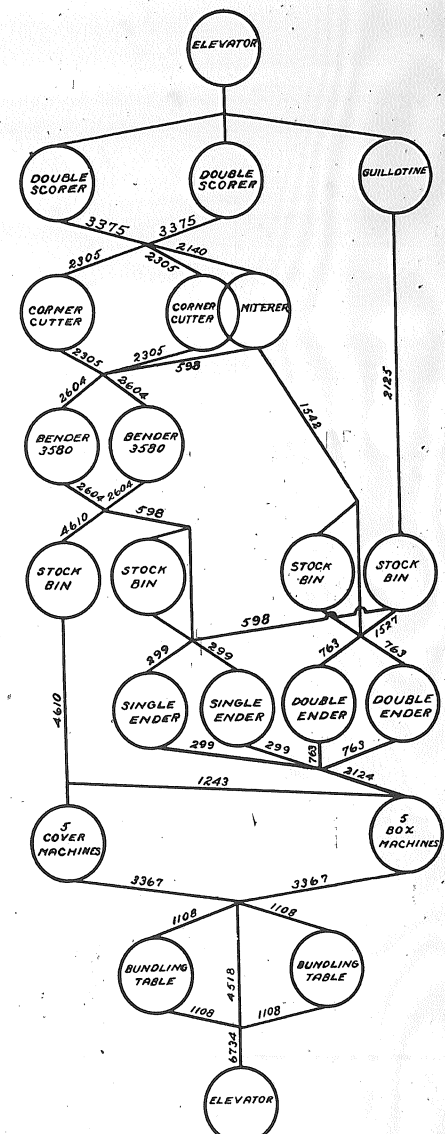 ELEVATOR
DOUBLE
SCORER
DOUBLE
SCORER
GUILLOTINE
3375
3375
2140
2305
2305
CORNER
CUTTER
CORNER
CUTTER
MITERER
2305
2305
598
2604
2604
1542
2125
BENDER
3580
BENDER
3580
2604
2604
4610
598
STOCK
BIN
STOCK
BIN
STOCK
BIN
STOCK
BIN
598
1527
299
299
763
763
4610
SINGLE
ENDER
SINGLE
ENDER
DOUBLE
ENDER
DOUBLE
ENDER
299
299
763
763
2124
1243
5
COVER
MACHINES
5
BOX
MACHINES
3367
3367
1108
1108
BUNDLING
TABLE
4518
BUNDLING
TABLE
1108
1108
6734
ELEVATOR